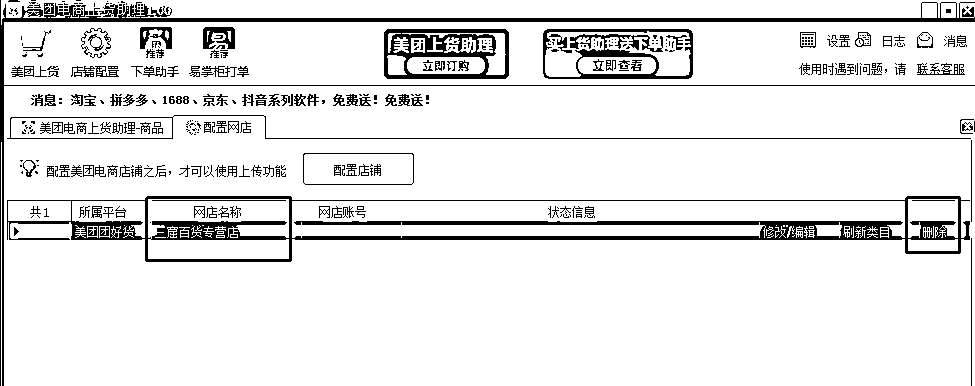 美团电商上货助理1.00
美团上货 店铺配置 推荐 下单助手 推荐 易掌柜打单
美团上货助理 立即订购
买上货助理送下单助手 立即查看
设置 日志 消息
使用时遇到问题，请 联系客服
消息：淘宝、拼多多、1688、京东、抖音系列软件，免费送！免费送！
美团电商上货助理-商品 配置网店
配置美团电商店铺之后，才可以使用上传功能 配置店铺
共1 所属平台 网店名称 网店账号 状态信息
美团团好货 三窟百货专营店 修改/编辑 刷新类目 删除